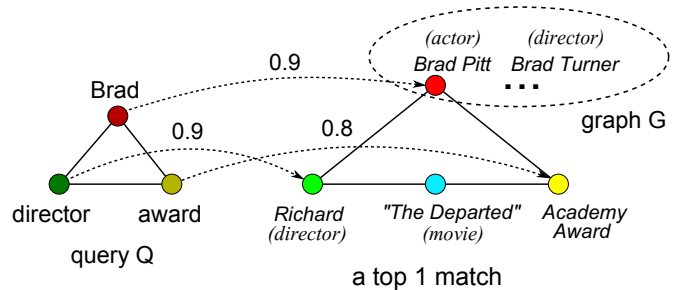 (actor) (director)
Brad Pitt Brad Turner
...
0.9
Brad
graph G
0.9 0.8
director award
Richard "The Departed" Academy
(director) (movie) Award
query Q
a top 1 match